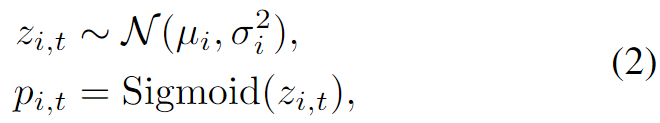 z_{i,t} ∼ 𝒩(μ_i, σ_i^2),
p_{i,t} = Sigmoid(z_{i,t}),
(2)